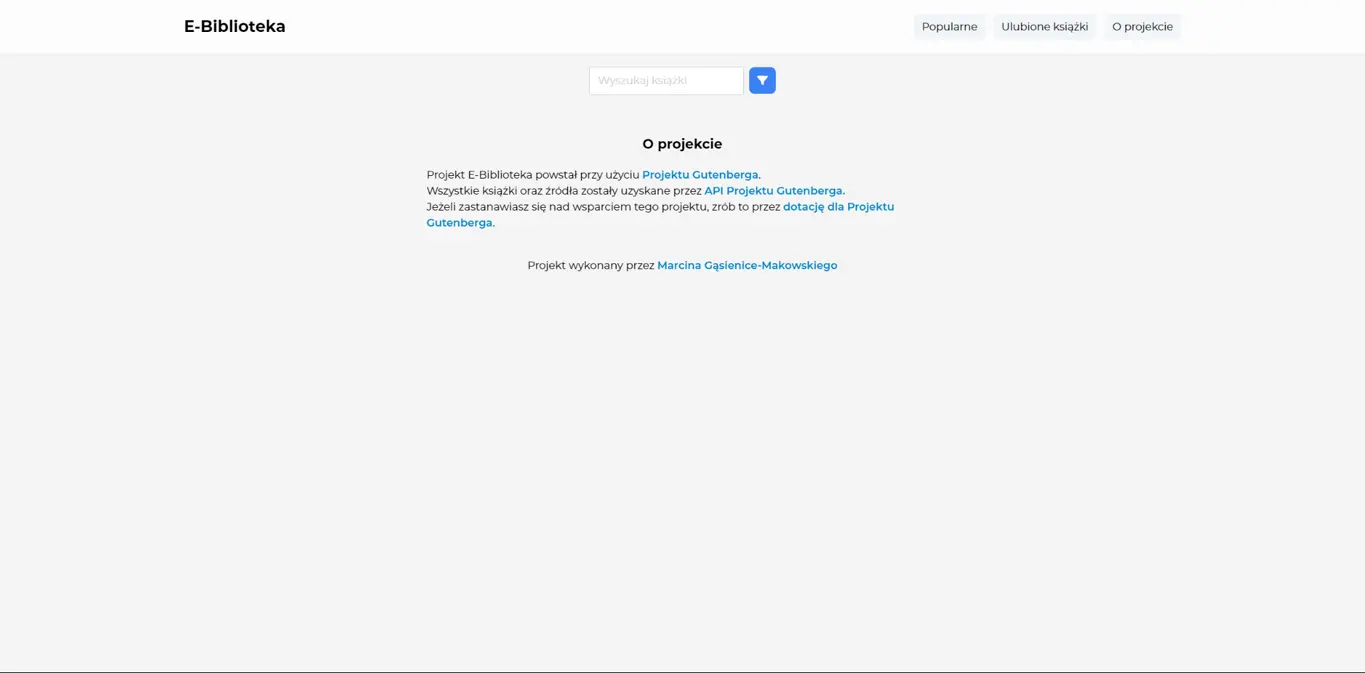 E-Biblioteka
Popularne
Ulubione książki
O projekcie
Wyszukaj książki
O projekcie
Projekt E-Biblioteka powstał przy użyciu Projektu Gutenberga.
Wszystkie książki oraz źródła zostały uzyskane przez API Projektu Gutenberga.
Jeżeli zastanawiasz się nad wsparciem tego projektu, zrób to przez dotację dla Projektu
Gutenberga.
Projekt wykonany przez Marcina Gąsienice-Makowskiego